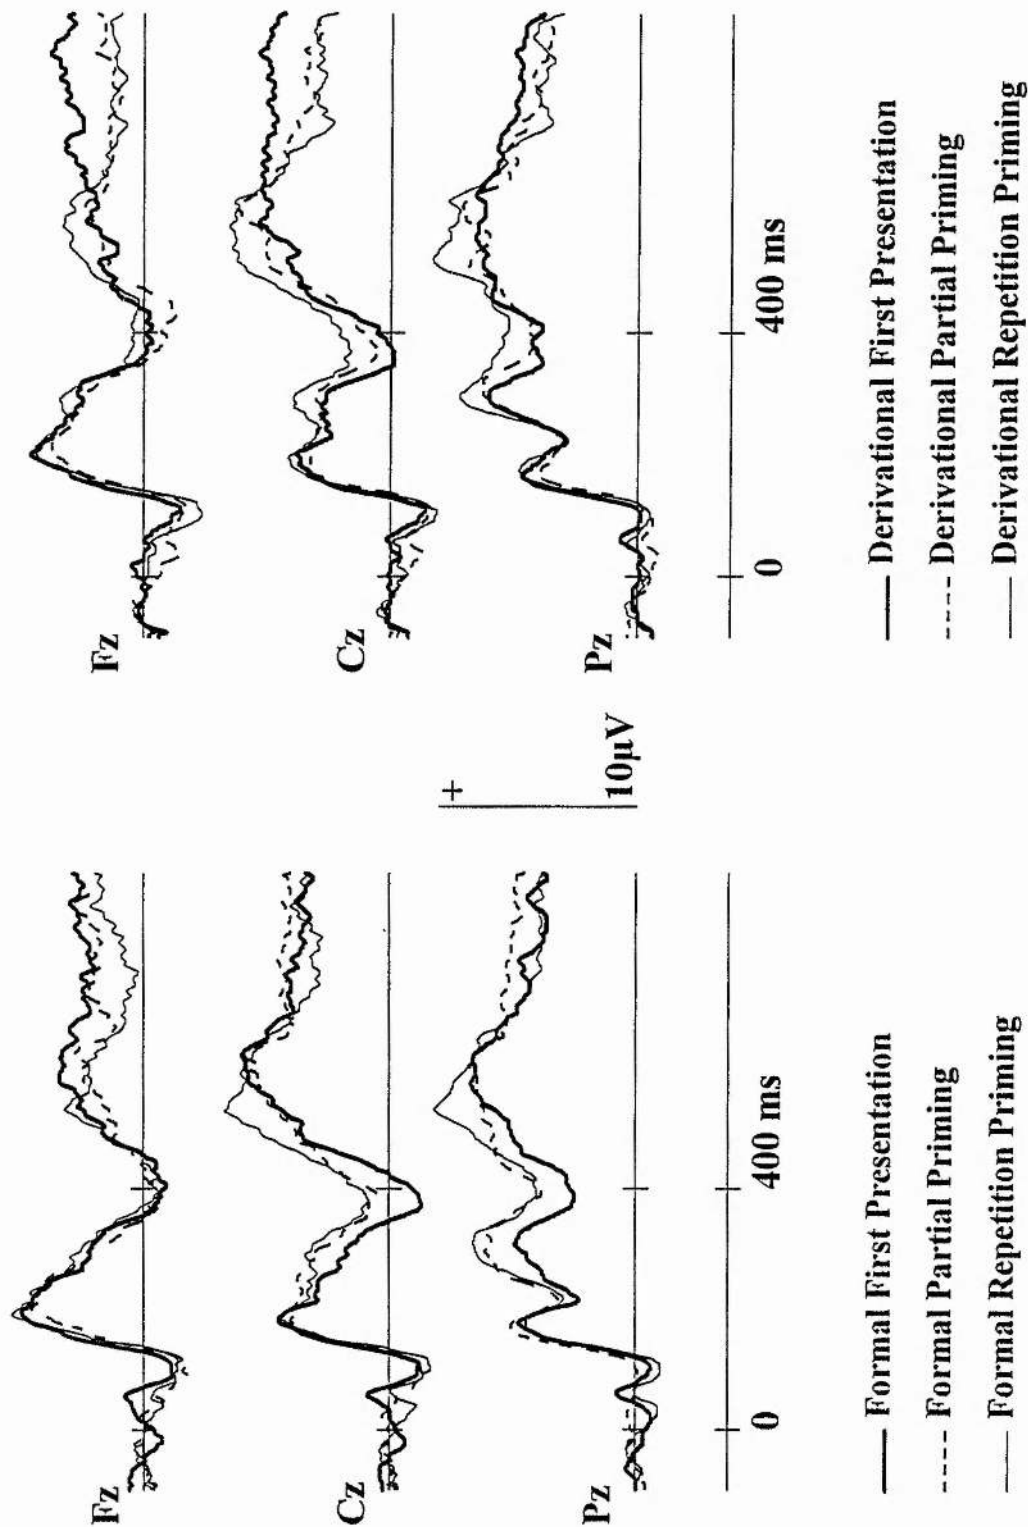 Fz
Cz
Pz
0
400 ms
Formal First Presentation
Formal Partial Priming
Formal Repetition Priming
+
10µV
Fz
Cz
Pz
0
400 ms
Derivational First Presentation
Derivational Partial Priming
Derivational Repetition Priming